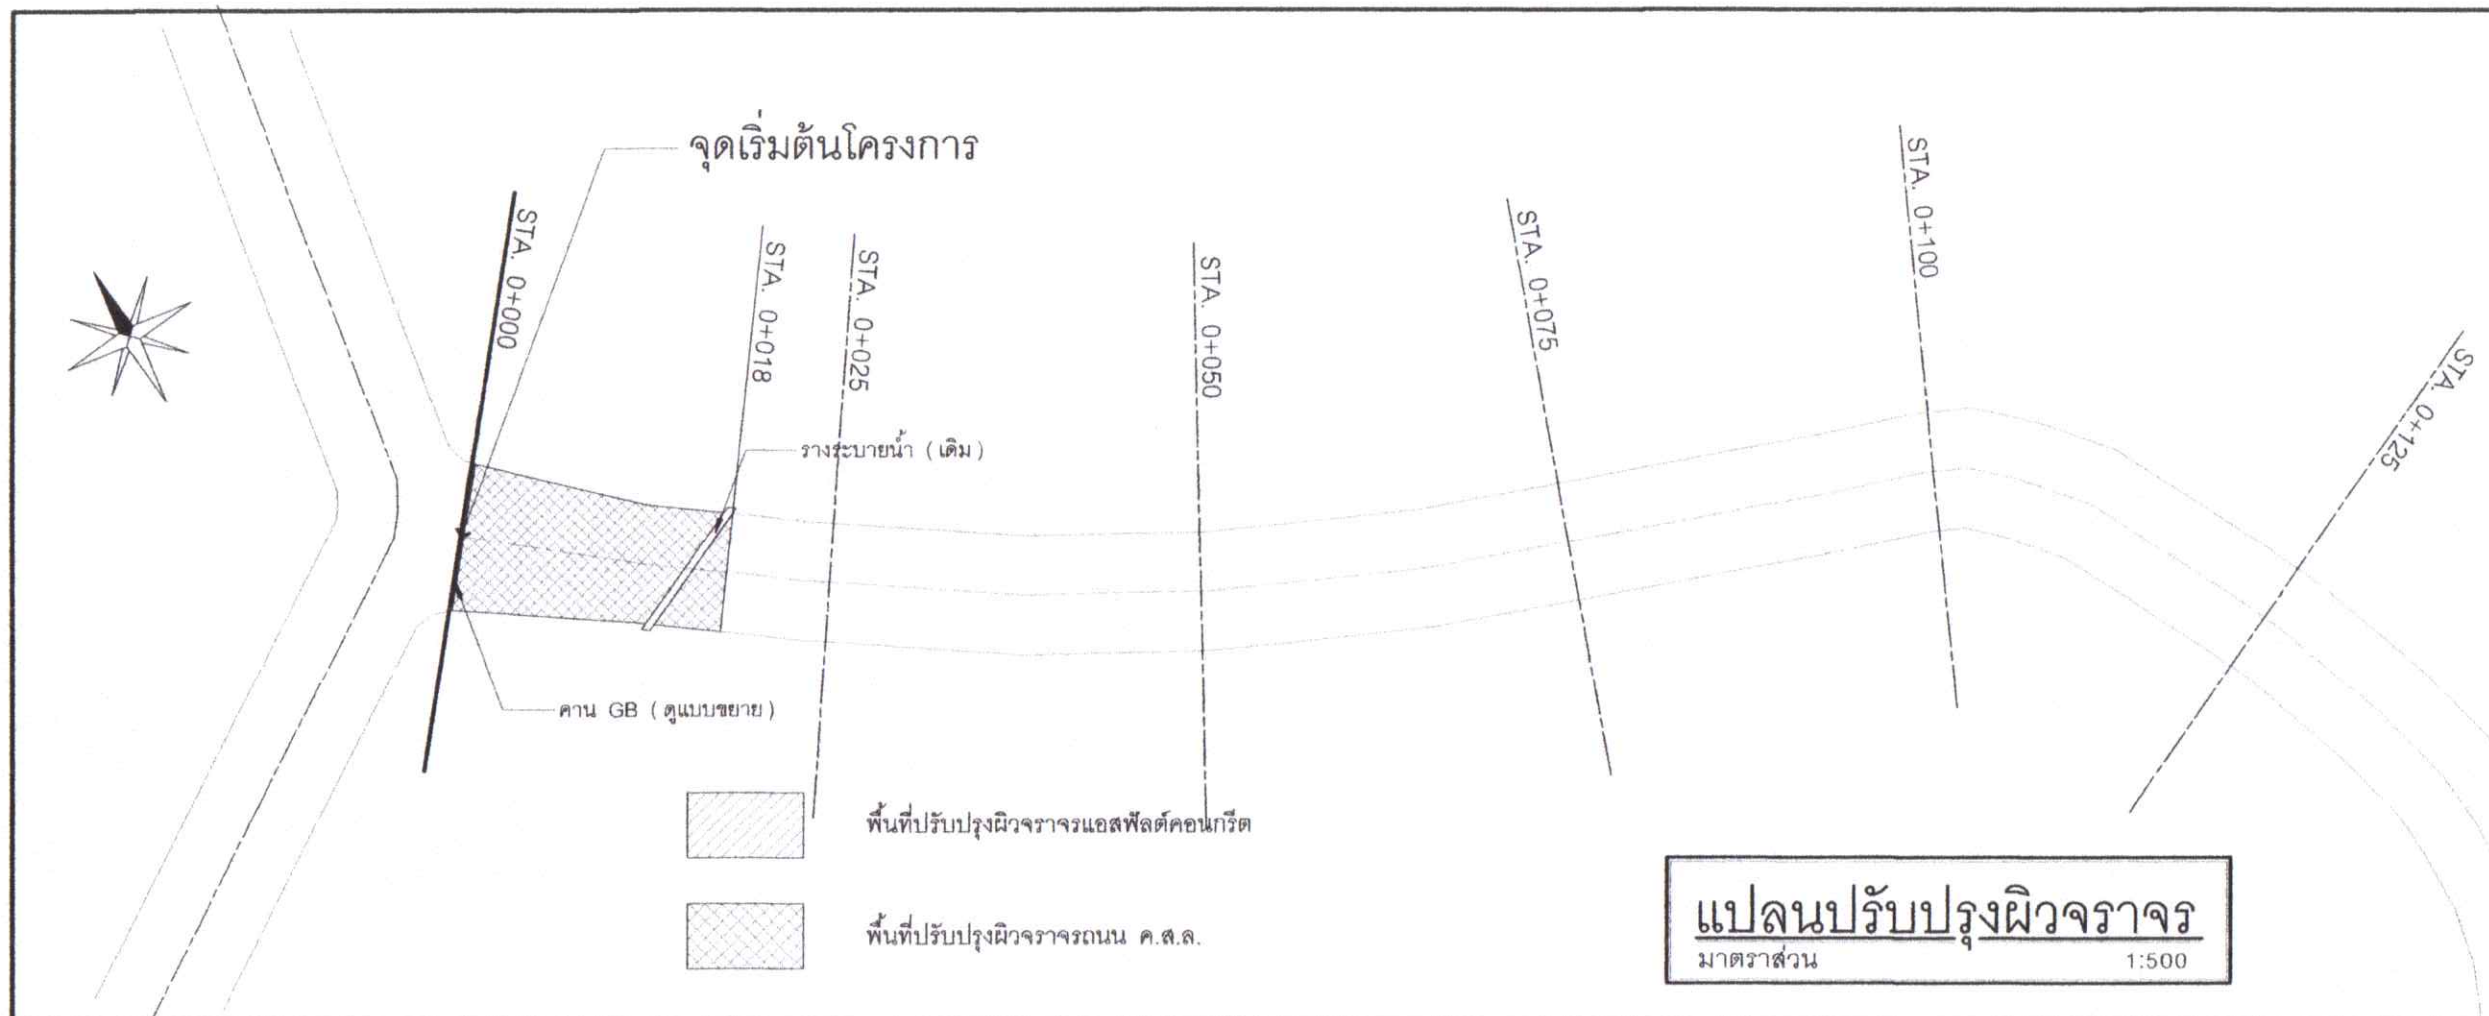 จุดเริ่มต้นโครงการ
STA. 0+000
STA. 0+018
STA. 0+025
STA. 0+050
STA. 0+075
STA. 0+100
STA. 0+125
รางระบายน้ำ (เดิม)
คาน GB (ดูแบบขยาย)
พื้นที่ปรับปรุงผิวจราจรแอสฟัลต์คอนกรีต
พื้นที่ปรับปรุงผิวจราจรถนน ค.ส.ล.
แปลนปรับปรุงผิวจราจร
มาตราส่วน 1:500